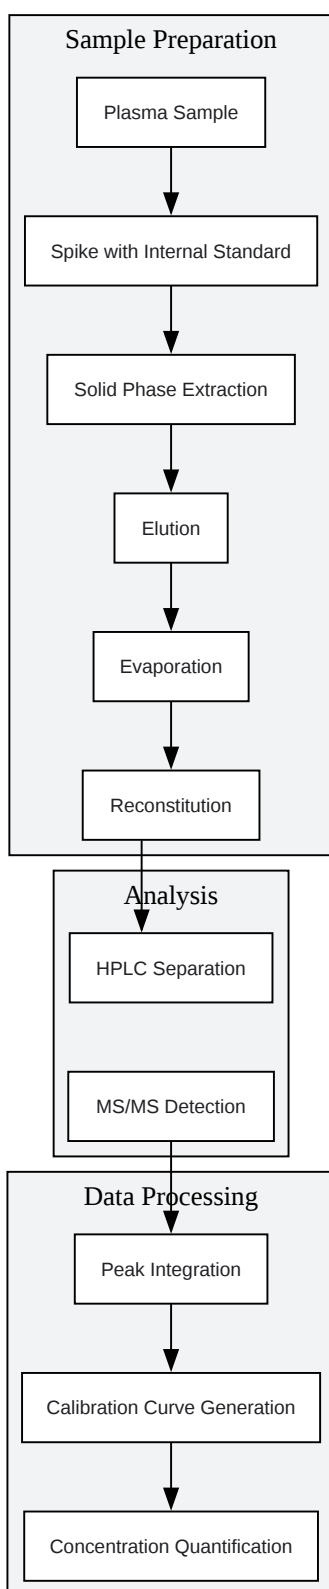 Sample Preparation
Plasma Sample
Spike with Internal Standard
Solid Phase Extraction
Elution
Evaporation
Reconstitution
Analysis
HPLC Separation
MS/MS Detection
Data Processing
Peak Integration
Calibration Curve Generation
Concentration Quantification